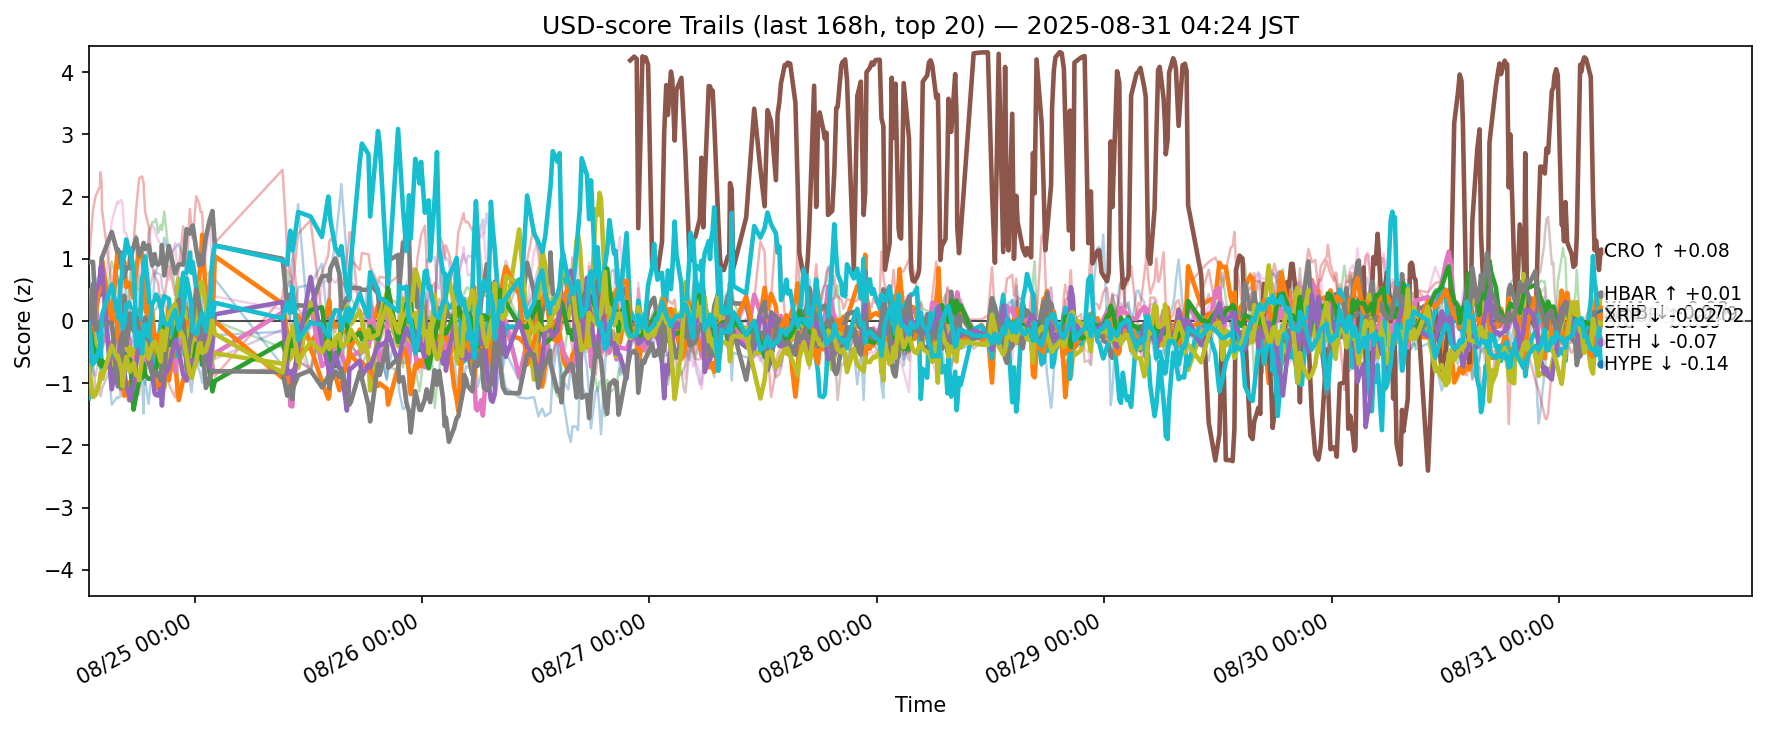 USD-score Trails (last 168h, top 20) — 2025-08-31 04:24 JST
Score (z)
4
3
2
1
0
−1
−2
−3
−4
CRO ↑ +0.08
HBAR ↑ +0.01
XRP ↓ -0.02
ETH ↓ -0.07
HYPE ↓ -0.14
08/25 00:00
08/26 00:00
08/27 00:00
08/28 00:00
08/29 00:00
08/30 00:00
08/31 00:00
Time